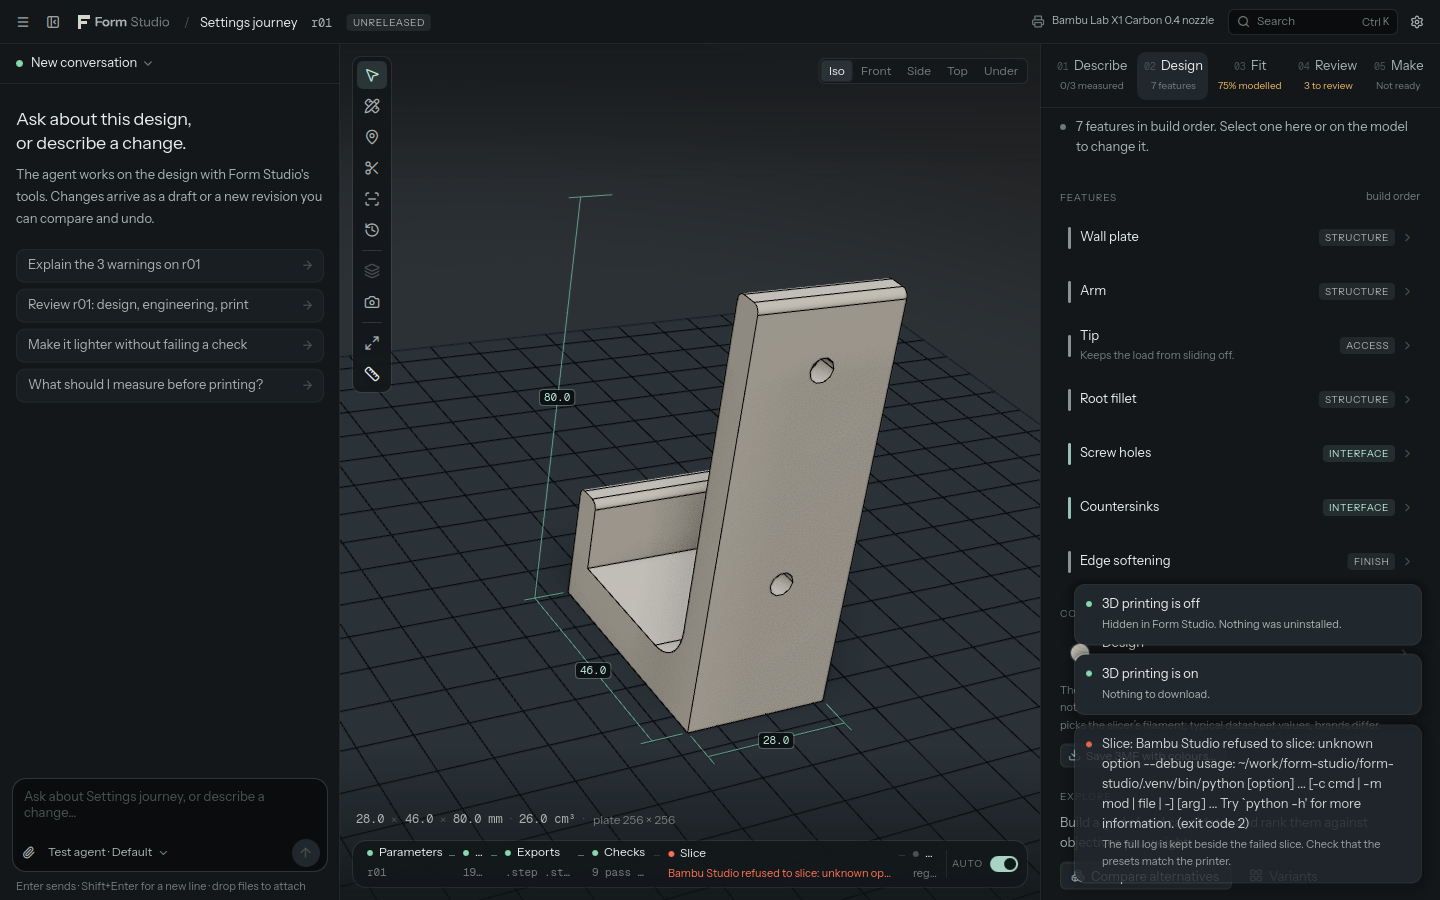 Form Studio / Settings journey r01 UNRELEASED
Bambu Lab X1 Carbon 0.4 nozzle
Search Ctrl K
New conversation
Ask about this design,
or describe a change.
The agent works on the design with Form Studio's
tools. Changes arrive as a draft or a new revision you
can compare and undo.
Explain the 3 warnings on r01
Review r01: design, engineering, print
Make it lighter without failing a check
What should I measure before printing?
Ask about Settings journey, or describe a
change...
Test agent · Default
Enter sends · Shift+Enter for a new line · drop files to attach
Iso Front Side Top Under
80.0
46.0
28.0
28.0 × 46.0 × 80.0 mm · 26.0 cm³ · plate 256 × 256
Parameters ... ... Exports ... Checks ... Slice ... ...
r01 19... .step .st... 9 pass ... Bambu Studio refused to slice: unknown op... reg...
AUTO
01 Describe 02 Design 03 Fit 04 Review 05 Make
0/3 measured 7 features 75% modelled 3 to review Not ready
7 features in build order. Select one here or on the model
to change it.
FEATURES build order
Wall plate STRUCTURE
Arm STRUCTURE
Tip ACCESS
Keeps the load from sliding off.
Root fillet STRUCTURE
Screw holes INTERFACE
Countersinks INTERFACE
Edge softening FINISH
3D printing is off
Hidden in Form Studio. Nothing was uninstalled.
Design
3D printing is on
Nothing to download.
picks the slicer's filament; typical datasheet values, brands differ.
Slice: Bambu Studio refused to slice: unknown
option --debug usage: ~/work/form-studio/form-
studio/.venv/bin/python [option] ... [-c cmd | -m
mod | file | -] [arg] ... Try `python -h' for more
information. (exit code 2)
The full log is kept beside the failed slice. Check that the
presets match the printer.
Compare alternatives Variants